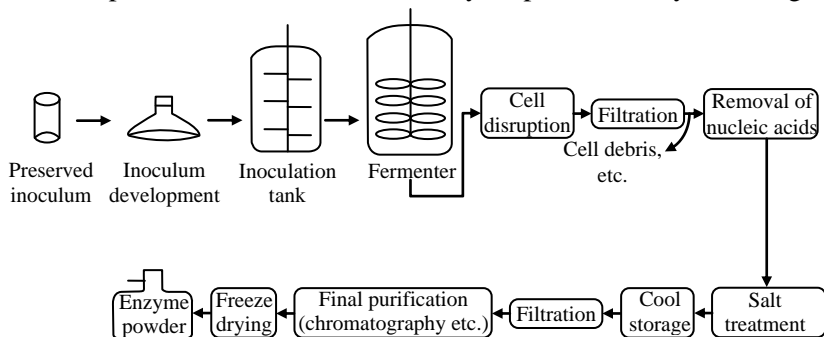 Cell
disruption
Filtration
Removal of
nucleic acids
Cell debris,
etc.
Preserved
inoculum
Inoculum
development
Inoculation
tank
Fermenter
Enzyme
powder
Freeze
drying
Final purification
(chromatography etc.)
Filtration
Cool
storage
Salt
treatment